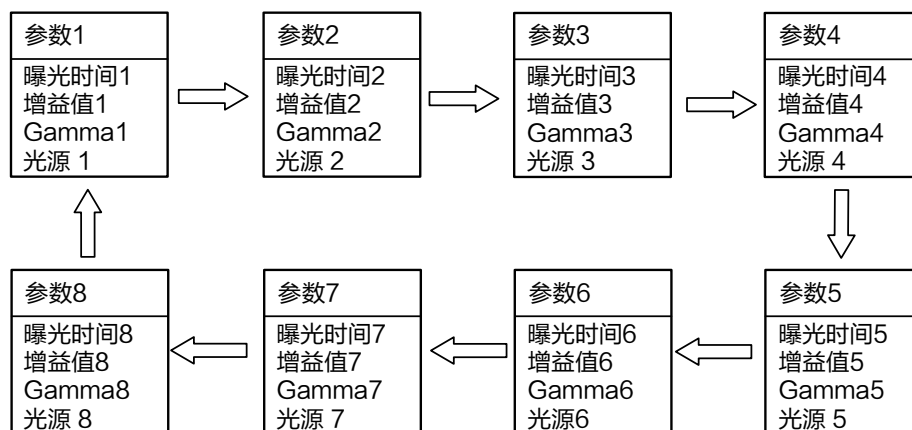 参数1
曝光时间1
增益值1
Gamma1
光源 1
参数2
曝光时间2
增益值2
Gamma2
光源 2
参数3
曝光时间3
增益值3
Gamma3
光源 3
参数4
曝光时间4
增益值4
Gamma4
光源 4
参数8
曝光时间8
增益值8
Gamma8
光源 8
参数7
曝光时间7
增益值7
Gamma7
光源 7
参数6
曝光时间6
增益值6
Gamma6
光源6
参数5
曝光时间5
增益值5
Gamma5
光源 5